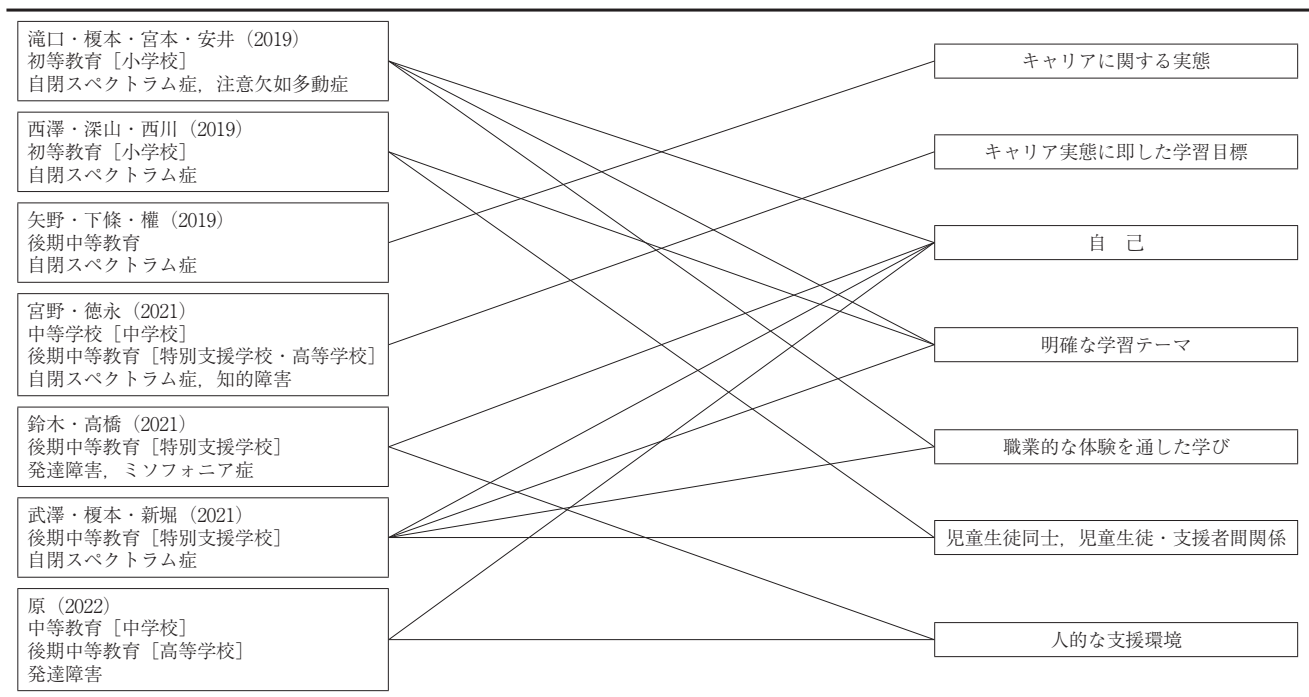 滝口・榎本・宮本・安井（2019）
初等教育［小学校］
自閉スペクトラム症，注意欠如多動症
西澤・深山・西川（2019）
初等教育［小学校］
自閉スペクトラム症
矢野・下條・權（2019）
後期中等教育
自閉スペクトラム症
宮野・徳永（2021）
中等学校［中学校］
後期中等教育［特別支援学校・高等学校］
自閉スペクトラム症，知的障害
鈴木・高橋（2021）
後期中等教育［特別支援学校］
発達障害，ミソフォニア症
武澤・榎本・新堀（2021）
後期中等教育［特別支援学校］
自閉スペクトラム症
原（2022）
中等教育［中学校］
後期中等教育［高等学校］
発達障害
キャリアに関する実態
キャリア実態に即した学習目標
自　己
明確な学習テーマ
職業的な体験を通した学び
児童生徒同士，児童生徒・支援者間関係
人的な支援環境